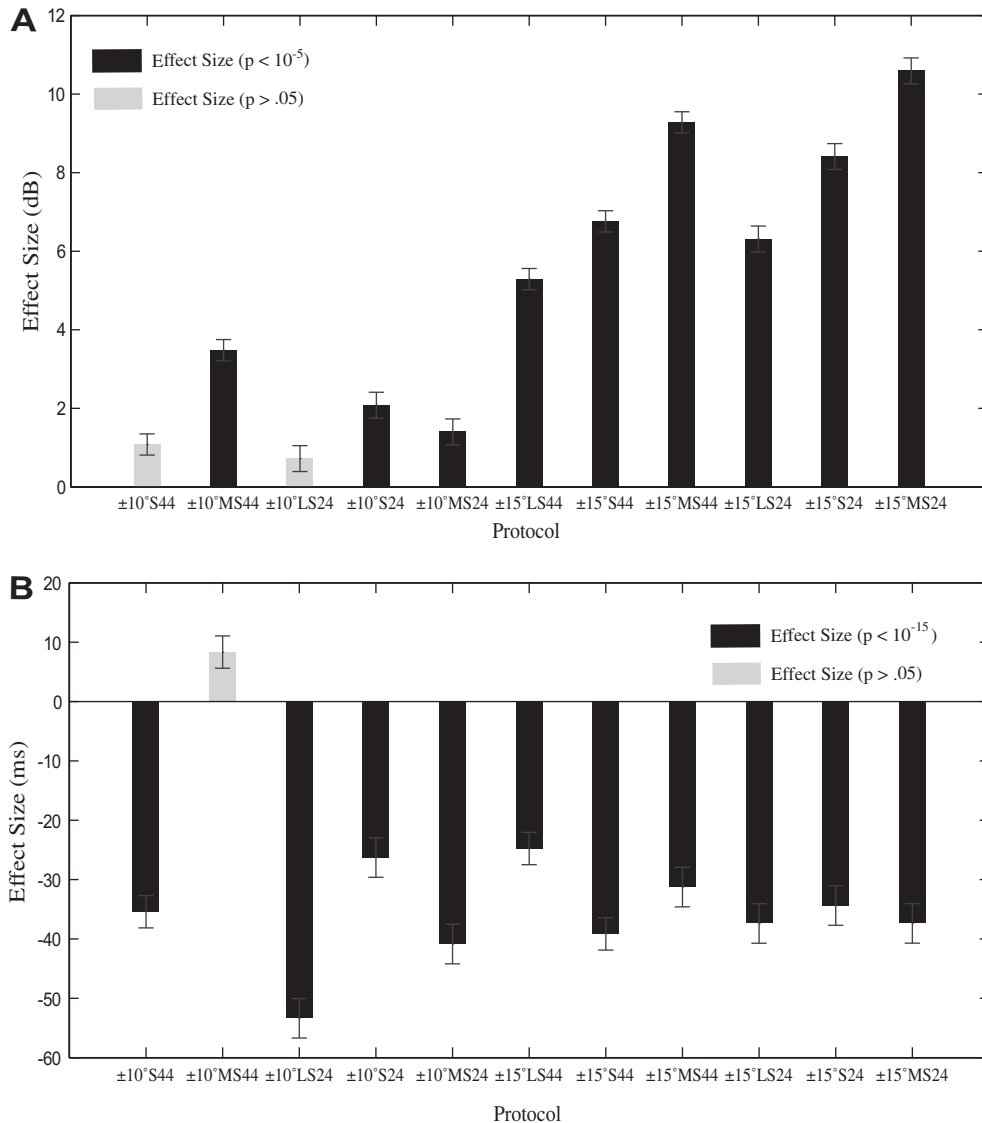 A
12
10
8
6
4
2
0
Effect Size (dB)
Effect Size (p < 10-5)
Effect Size (p > .05)
±10˚S44 ±10˚MS44 ±10˚LS24 ±10˚S24 ±10˚MS24 ±15˚LS44 ±15˚S44 ±15˚MS44 ±15˚LS24 ±15˚S24 ±15˚MS24
Protocol
B
20
10
0
-10
-20
-30
-40
-50
-60
Effect Size (ms)
Effect Size (p < 10-15)
Effect Size (p > .05)
±10˚S44 ±10˚MS44 ±10˚LS24 ±10˚S24 ±10˚MS24 ±15˚LS44 ±15˚S44 ±15˚MS44 ±15˚LS24 ±15˚S24 ±15˚MS24
Protocol